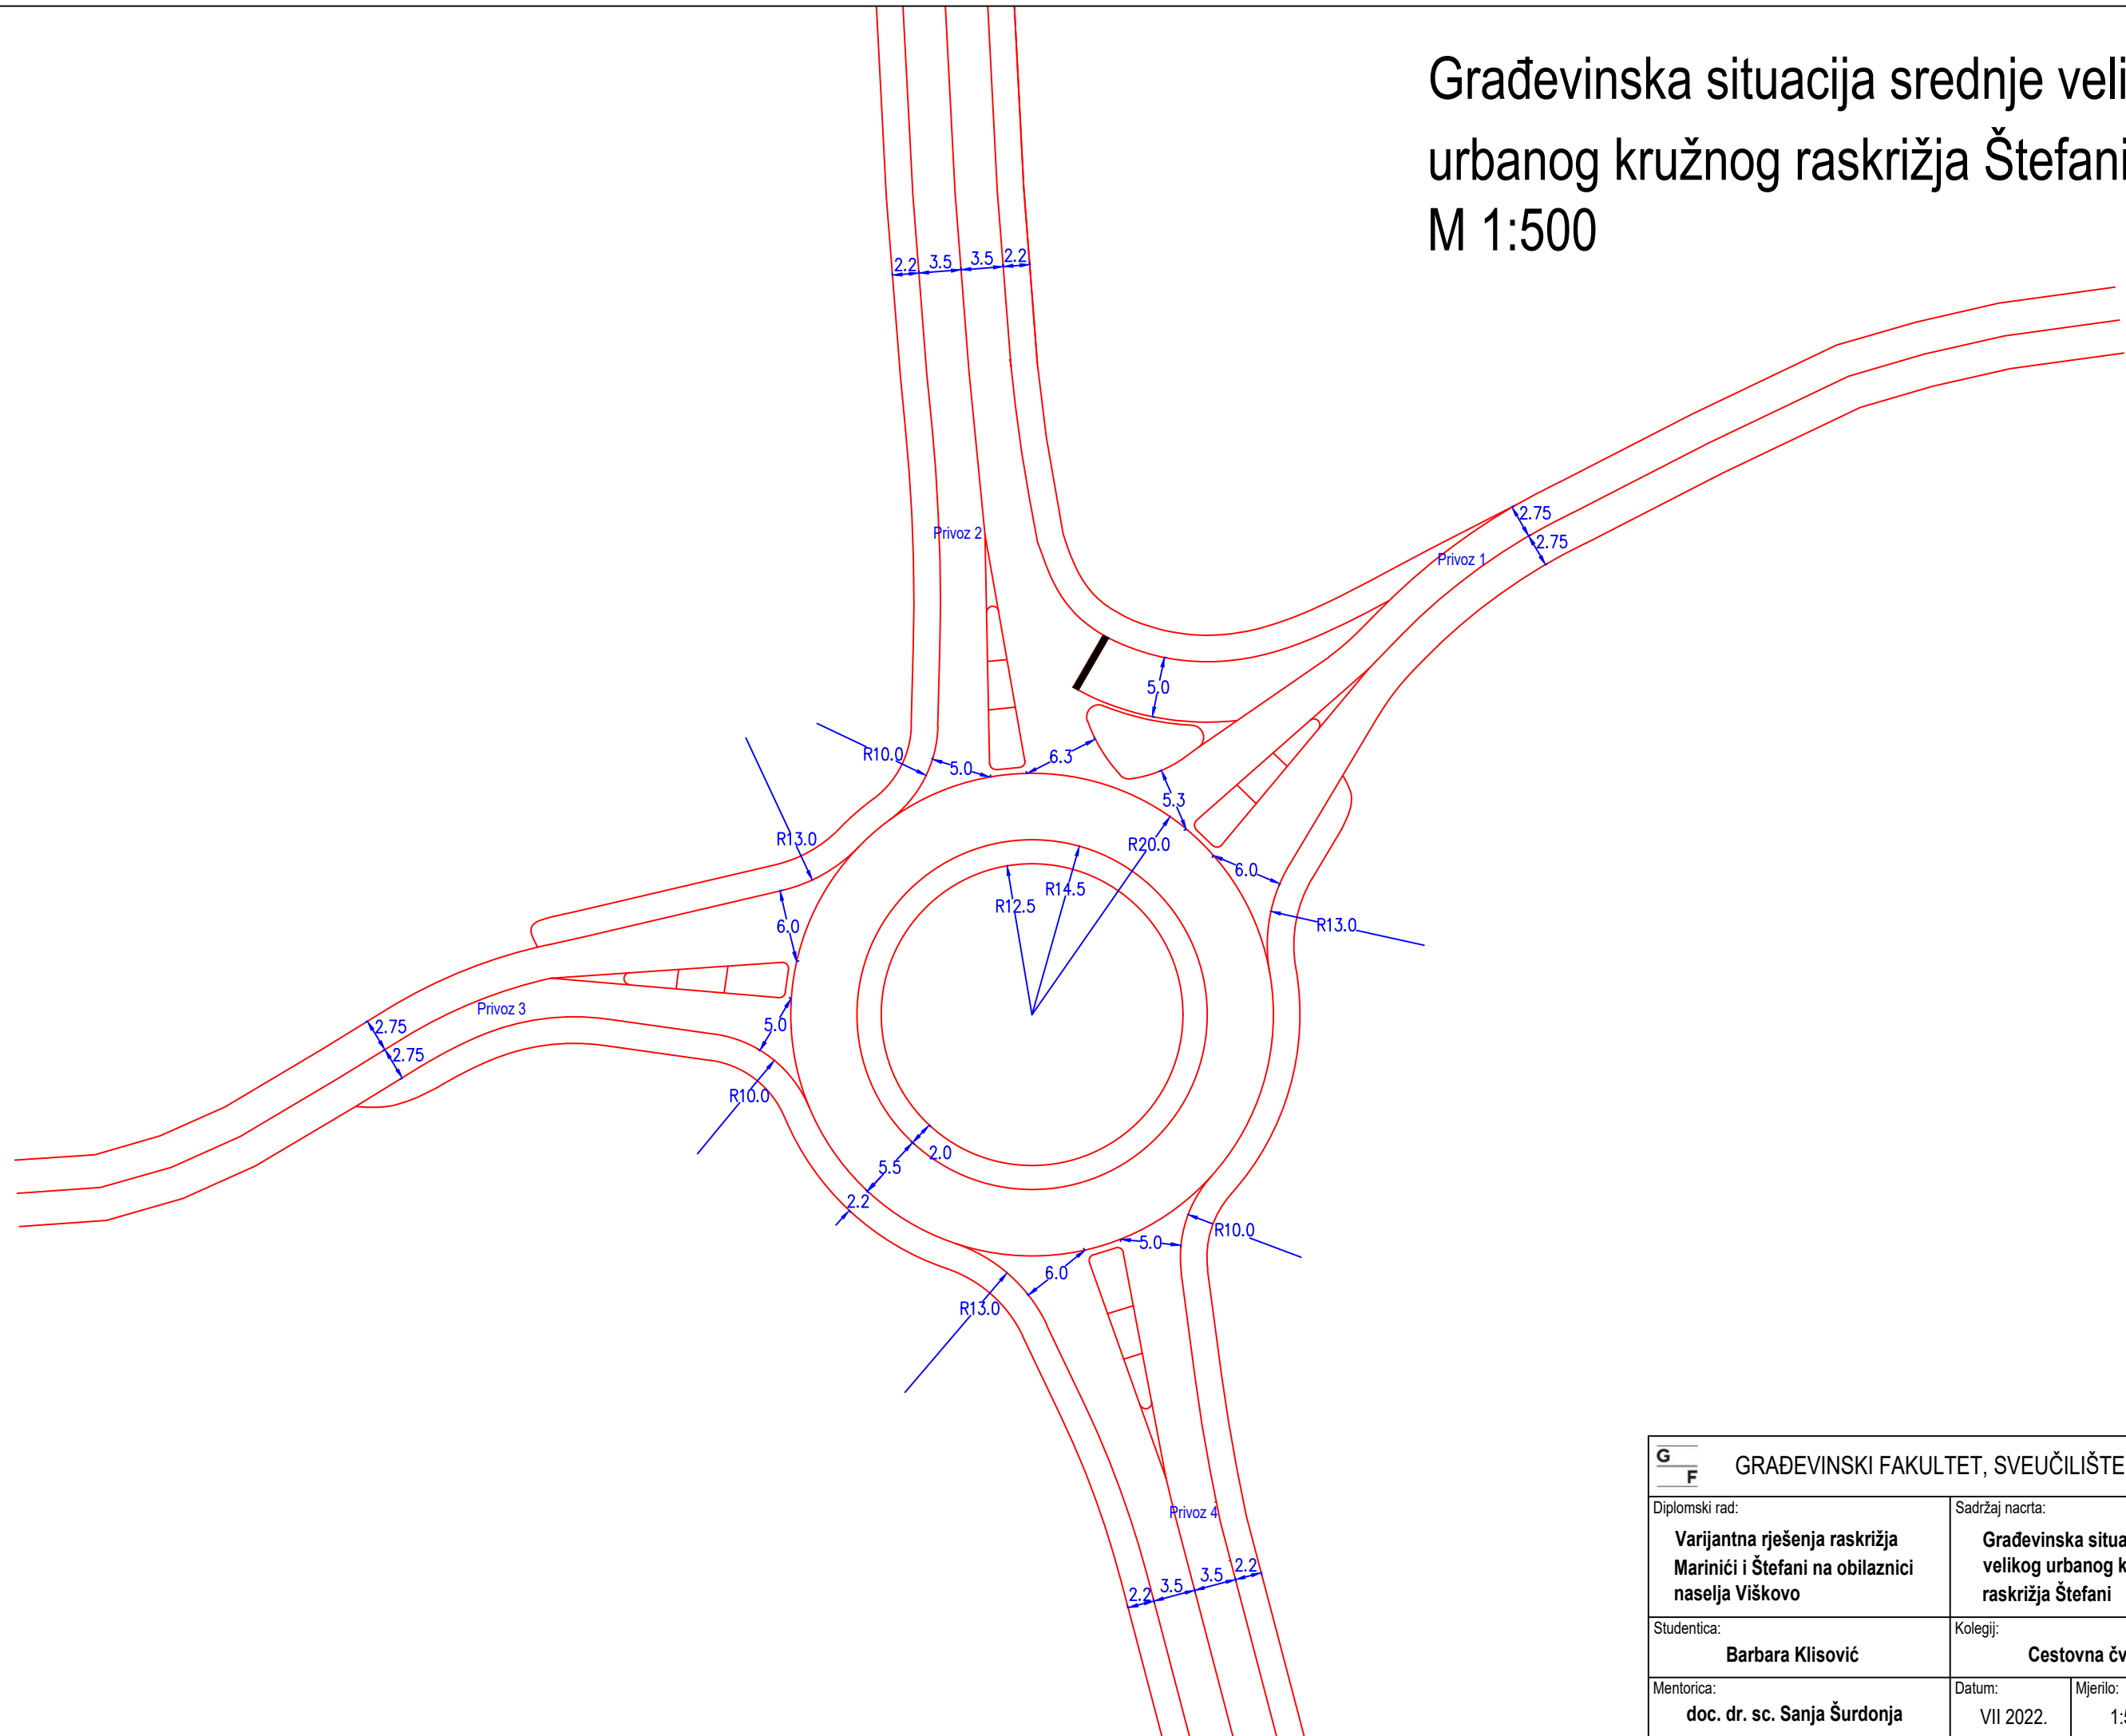 Građevinska situacija srednje veli
urbanog kružnog raskrižja Štefani
M 1:500
2.2 3.5 3.5 2.2
2.75
2.75
Privoz 2
Privoz 1
5.0
R10.0
5.0
6.3
5.3
R13.0
R20.0
6.0
R14.5
R12.5
R13.0
6.0
Privoz 3
2.75
2.75
5.0
R10.0
2.0
5.5
2.2
R10.0
5.0
6.0
R13.0
Privoz 4
2.2 3.5 3.5 2.2
G
F
GRAĐEVINSKI FAKULTET, SVEUČILIŠTE
Diplomski rad:
Varijantna rješenja raskrižja
Marinići i Štefani na obilaznici
naselja Viškovo
Sadržaj nacrta:
Građevinska situa
velikog urbanog k
raskrižja Štefani
Studentica:
Barbara Klisović
Kolegij:
Cestovna čv
Mentorica:
doc. dr. sc. Sanja Šurdonja
Datum:
VII 2022.
Mjerilo: